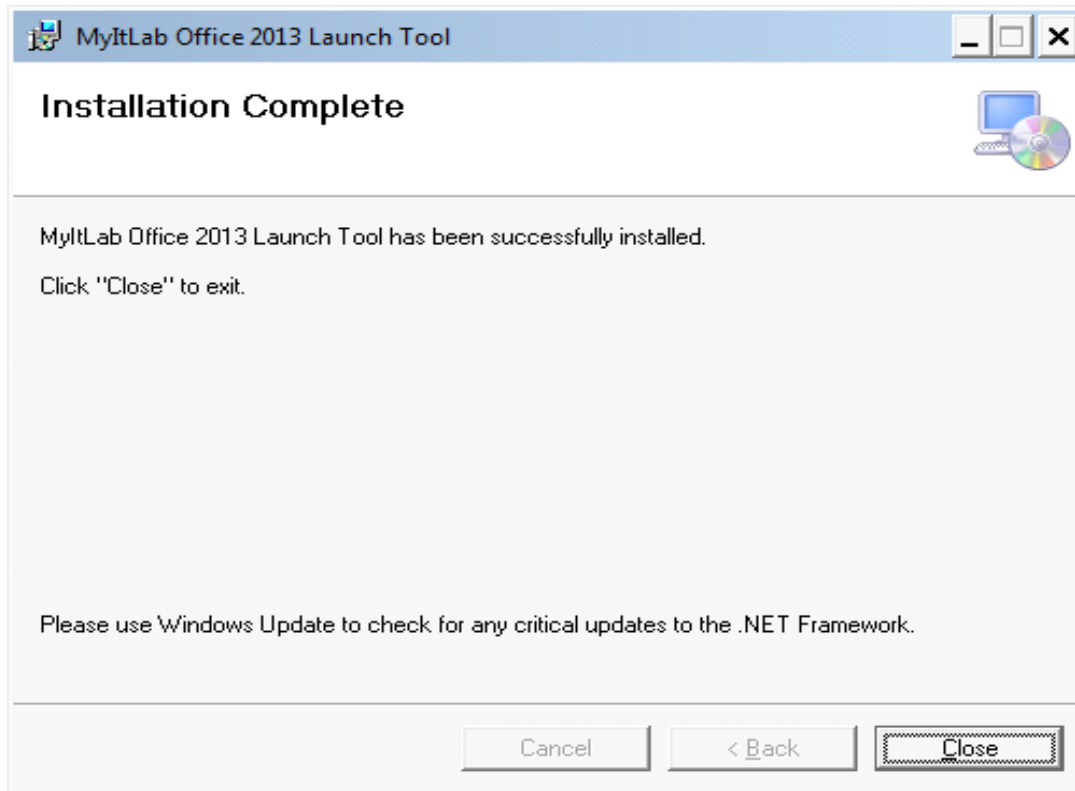 MyItLab Office 2013 Launch Tool
Installation Complete
MyItLab Office 2013 Launch Tool has been successfully installed.
Click "Close" to exit.
Please use Windows Update to check for any critical updates to the .NET Framework.
Cancel
< Back
Close